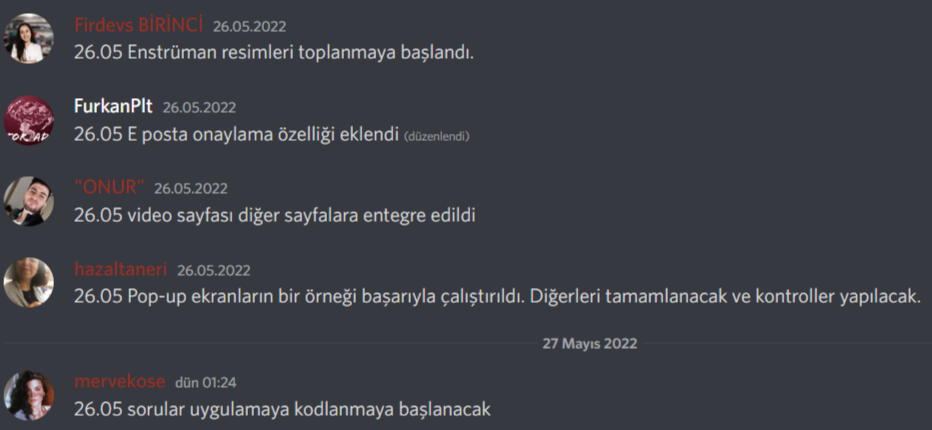 Firdevs BİRİNCİ 26.05.2022
26.05 Enstrüman resimleri toplanmaya başlandı.
FurkanPlt 26.05.2022
26.05 E posta onaylama özelliği eklendi (düzenlendi)
"ONUR" 26.05.2022
26.05 video sayfası diğer sayfalara entegre edildi
hazaltaneri 26.05.2022
26.05 Pop-up ekranların bir örneği başarıyla çalıştırıldı. Diğerleri tamamlanacak ve kontroller yapılacak.
27 Mayıs 2022
mervekose dün 01:24
26.05 sorular uygulamaya kodlanmaya başlanacak